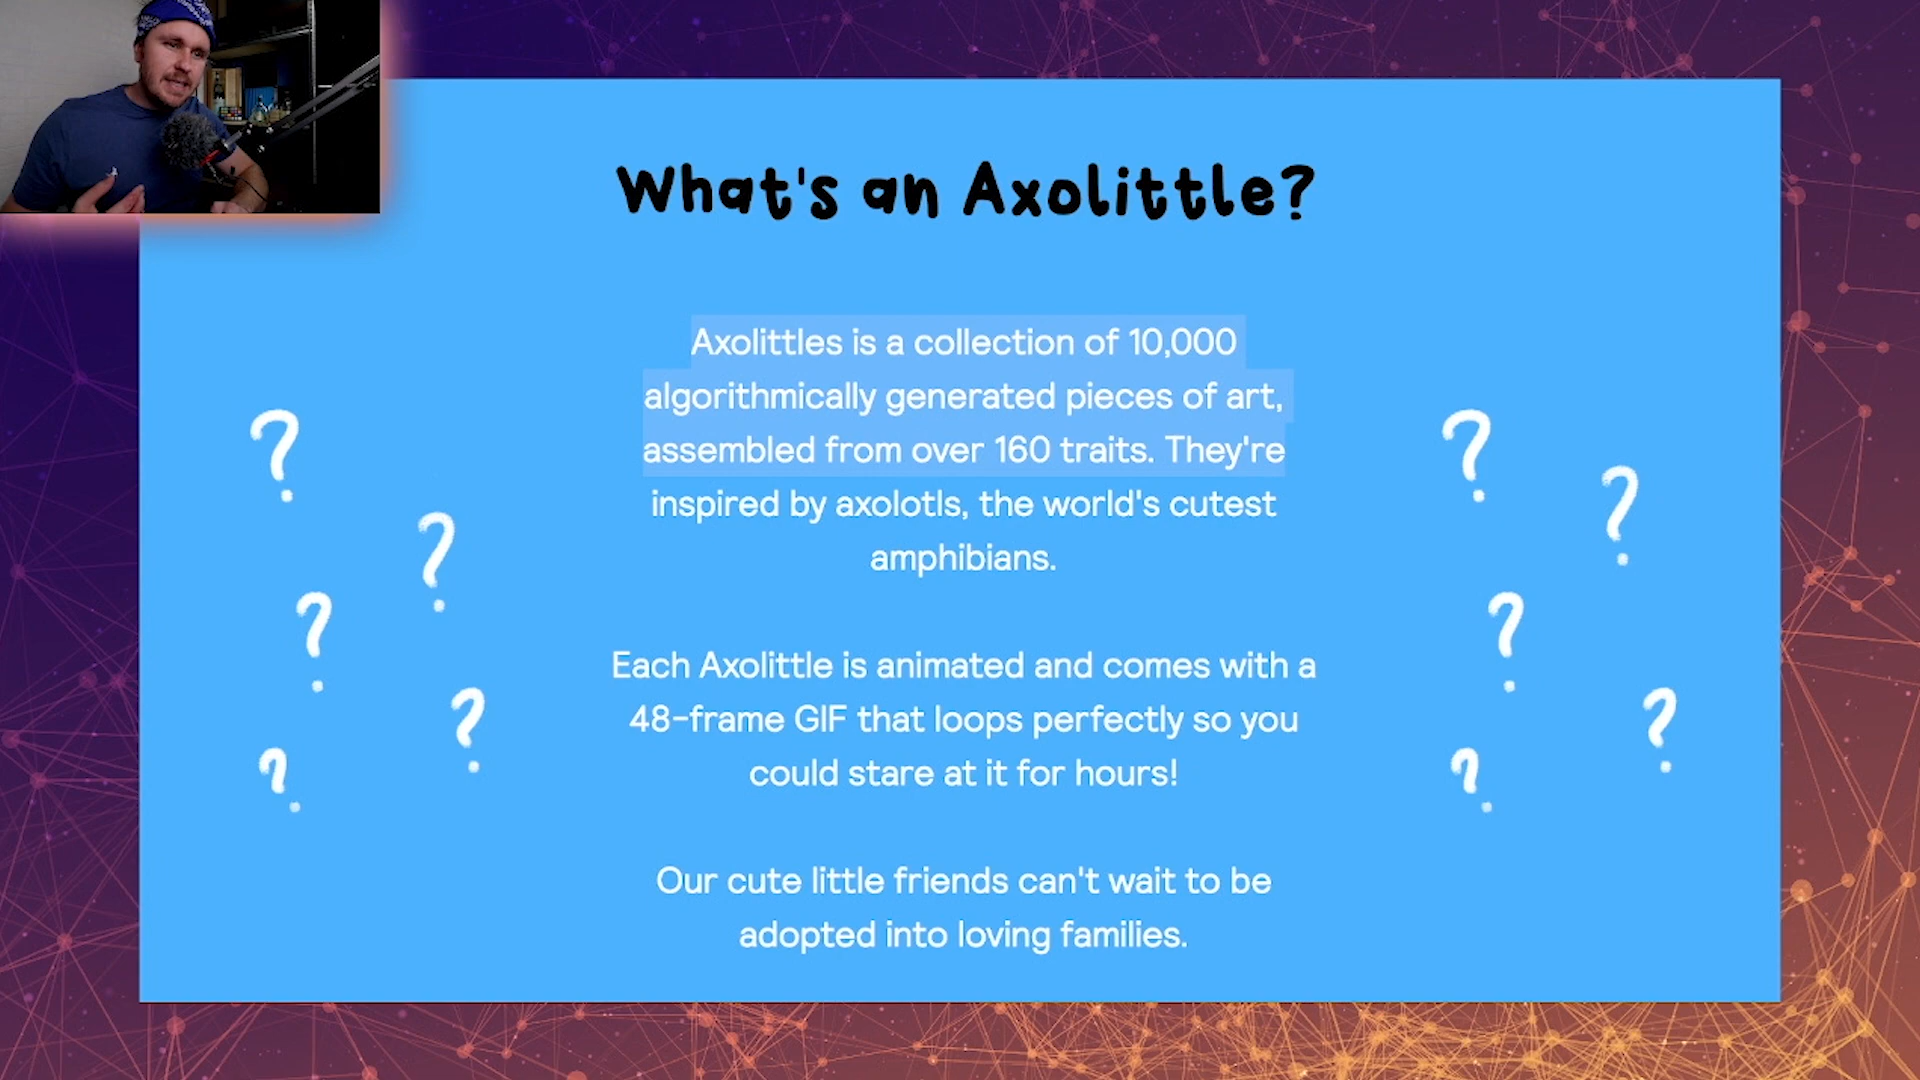 What's an Axolittle?
Axolittles is a collection of 10,000
algorithmically generated pieces of art,
assembled from over 160 traits. They're
inspired by axolotls, the world's cutest
amphibians.
Each Axolittle is animated and comes with a
48-frame GIF that loops perfectly so you
could stare at it for hours!
Our cute little friends can't wait to be
adopted into loving families.